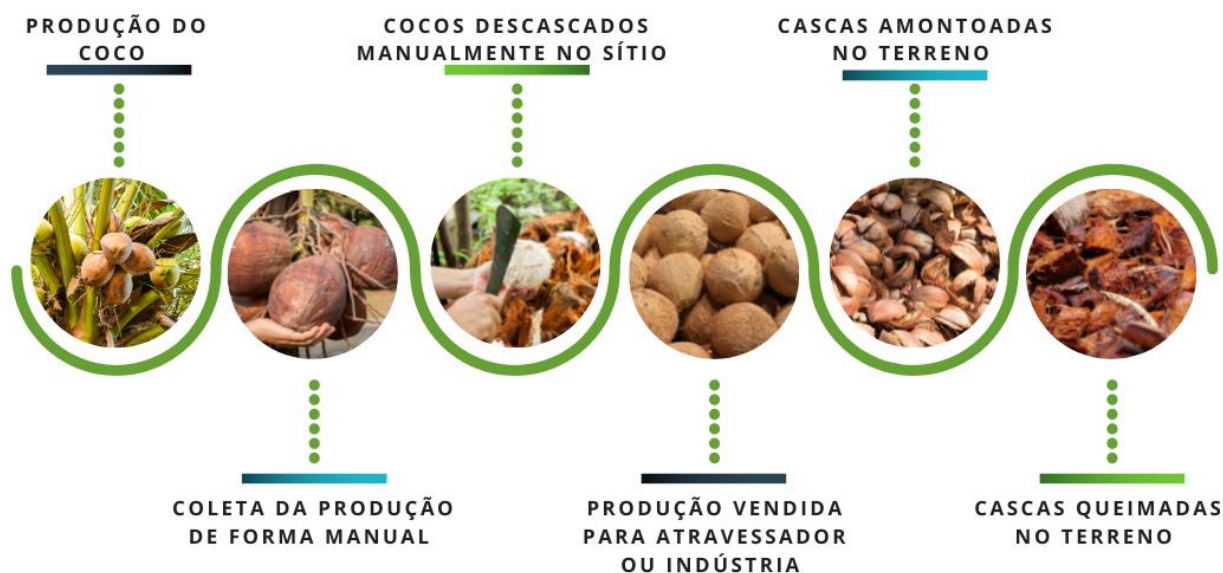 PRODUÇÃO DO
COCO
COLETA DA PRODUÇÃO
DE FORMA MANUAL
COCOS DESCASCADOS
MANUALMENTE NO SÍTIO
PRODUÇÃO VENDIDA
PARA ATRAVESSADOR
OU INDÚSTRIA
CASCAS AMONTOADAS
NO TERRENO
CASCAS QUEIMADAS
NO TERRENO